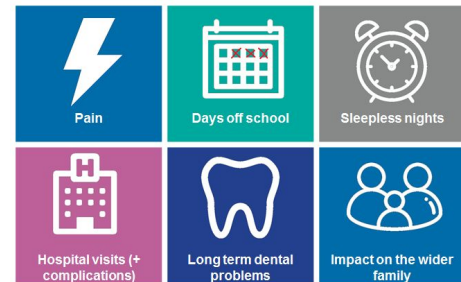 Pain
Days off school
Sleepless nights
H
Hospital visits (+
complications)
Long term dental
problems
Impact on the wider
family